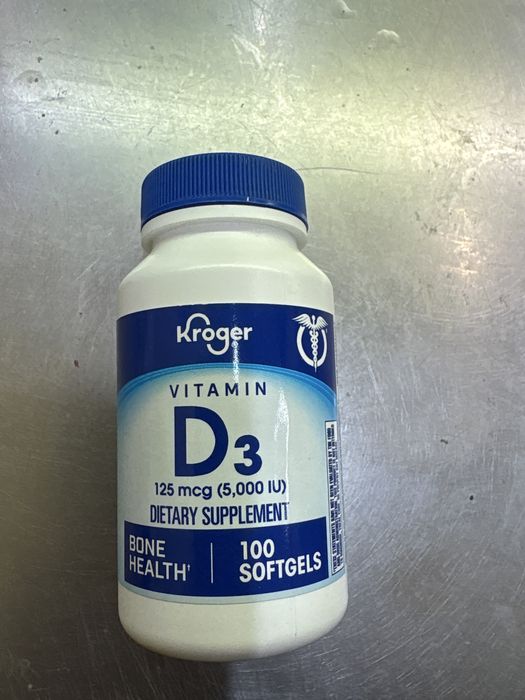 Kroger
VITAMIN
D3
125 mcg (5,000 IU)
DIETARY SUPPLEMENT
BONE
HEALTH†
100
SOFTGELS